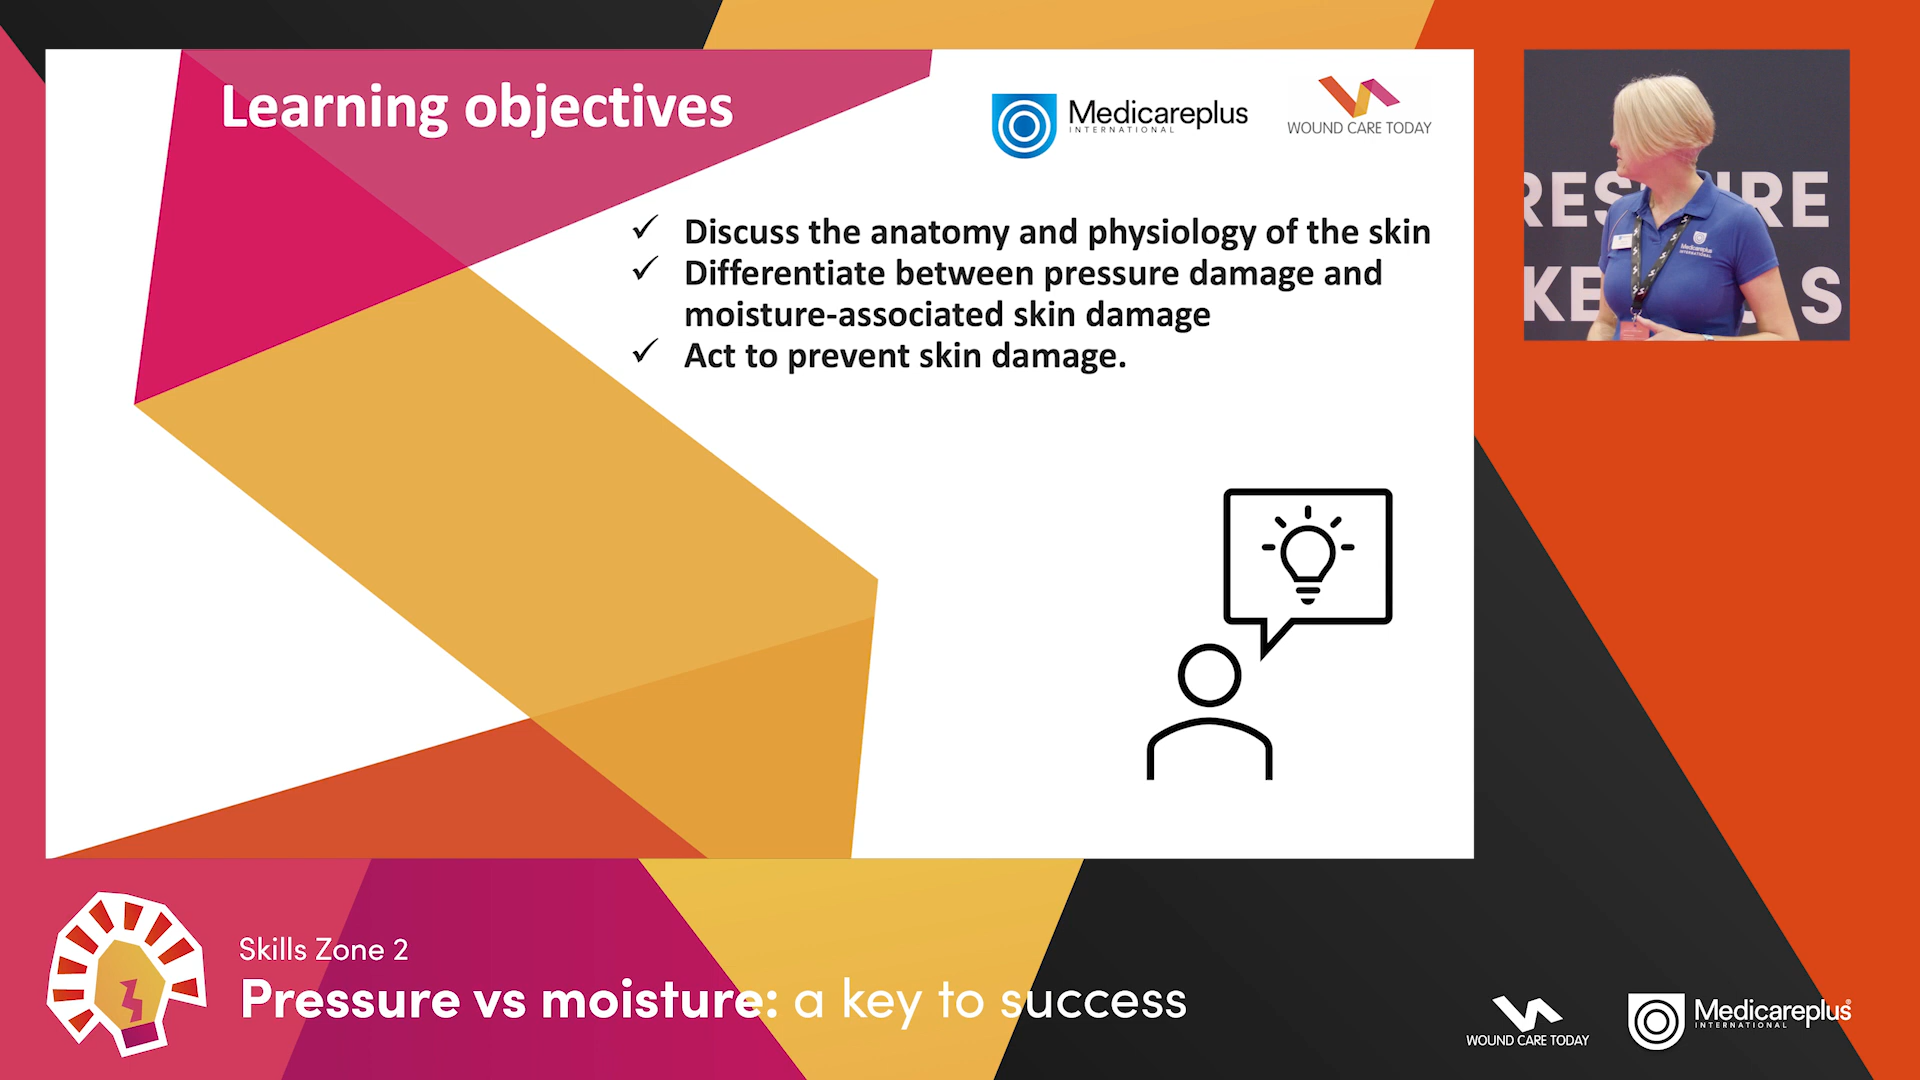 Learning objectives
Medicareplus
INTERNATIONAL
WOUND CARE TODAY
✓ Discuss the anatomy and physiology of the skin
✓ Differentiate between pressure damage and
moisture-associated skin damage
✓ Act to prevent skin damage.
Skills Zone 2
Pressure vs moisture: a key to success
WOUND CARE TODAY
Medicareplus
INTERNATIONAL
Medicareplus
INTERNATIONAL